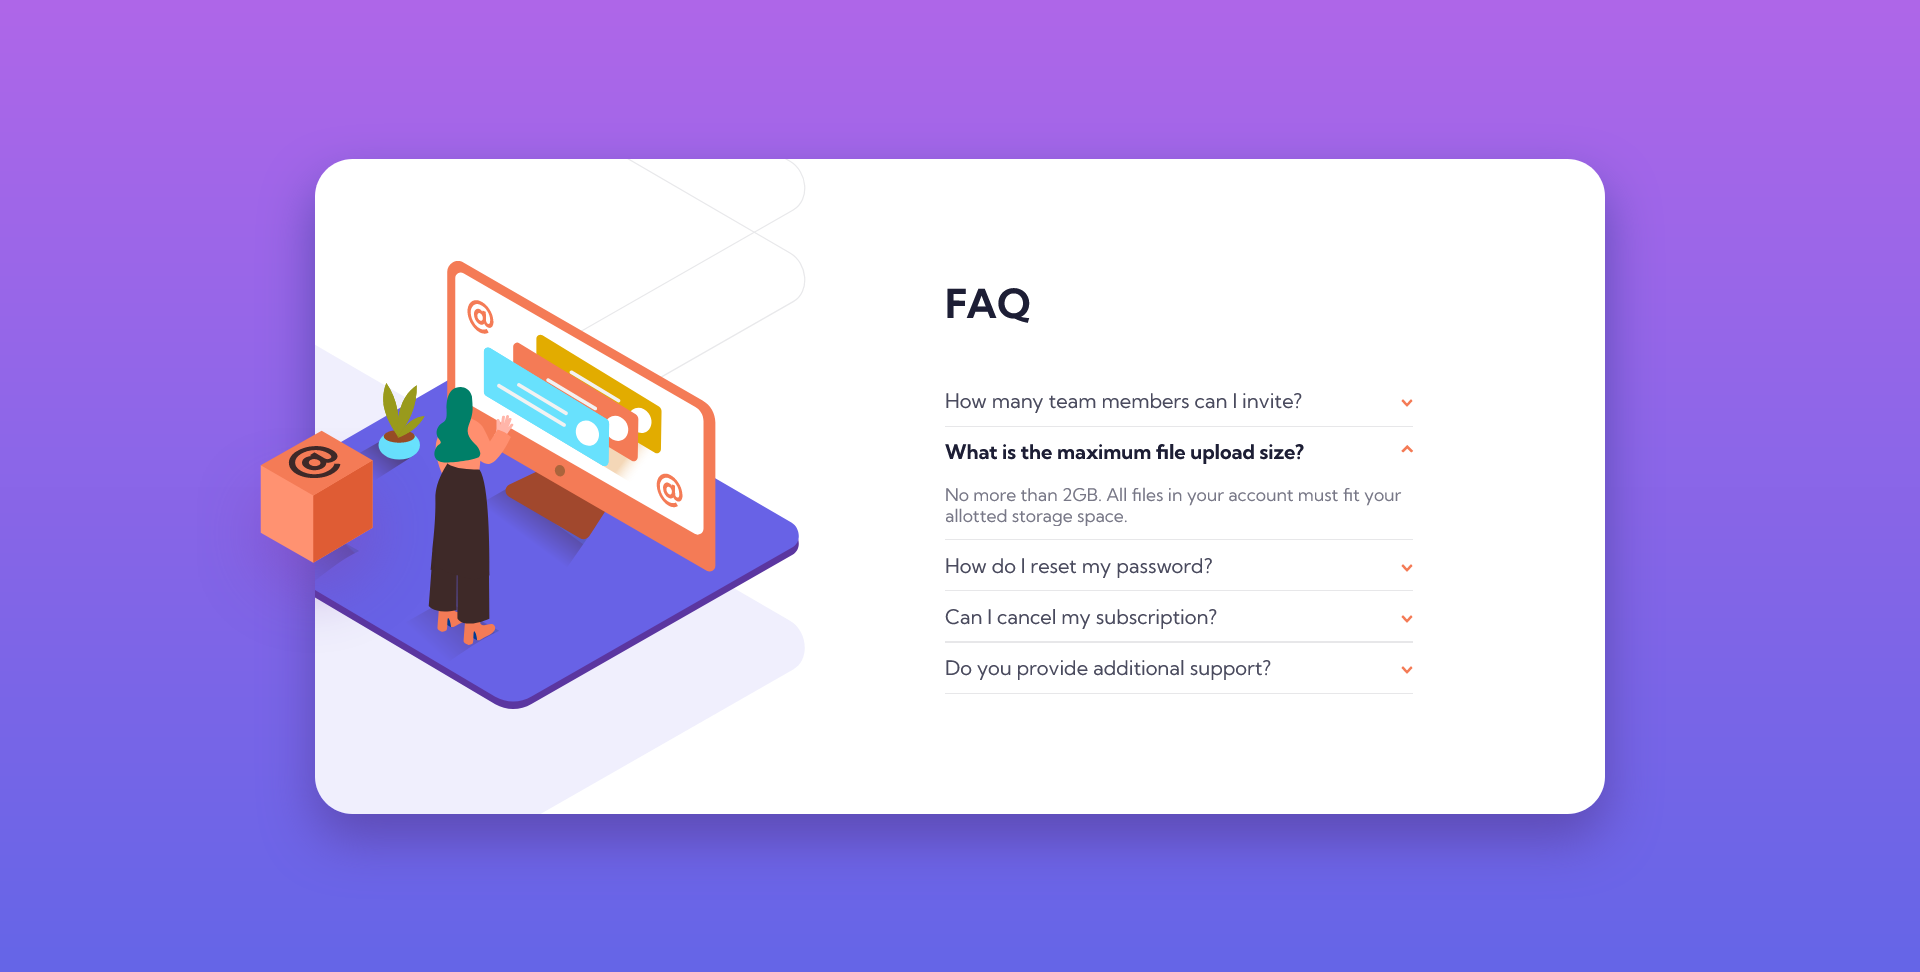 @
@
@
FAQ
How many team members can I invite?
What is the maximum file upload size?
No more than 2GB. All files in your account must fit your
allotted storage space.
How do I reset my password?
Can I cancel my subscription?
Do you provide additional support?